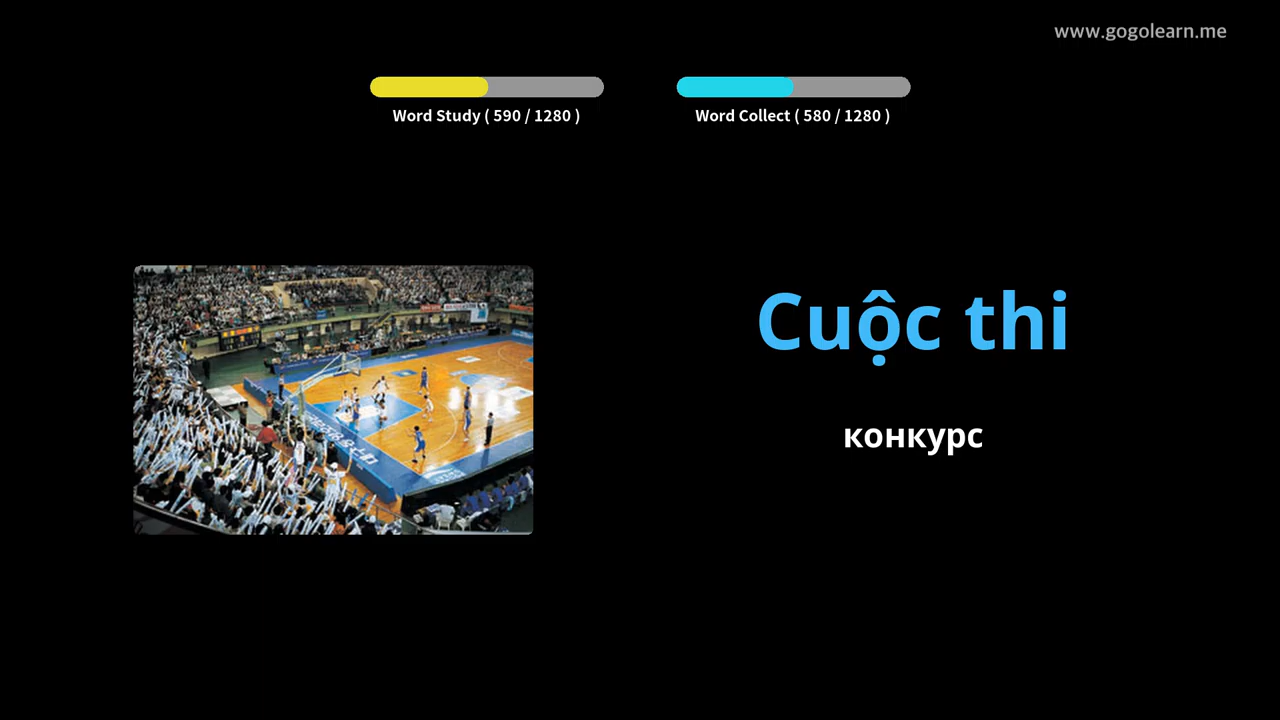 www.gogolearn.me
Word Study ( 590 / 1280 )
Word Collect ( 580 / 1280 )
Cuộc thi
конкурс